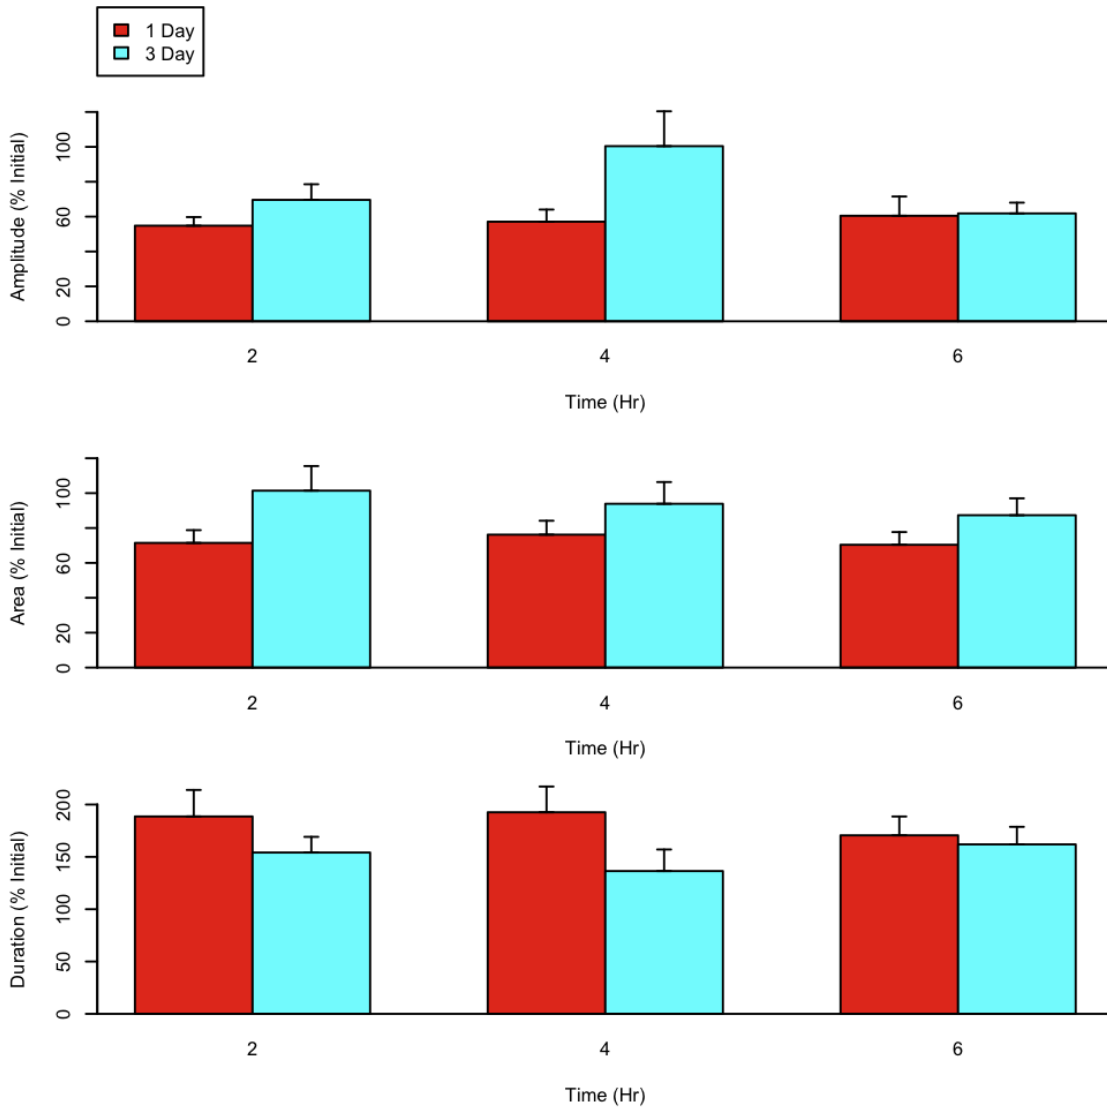 1 Day
3 Day
Amplitude (% Initial)
0 20 60 100
2 4 6
Time (Hr)
Area (% Initial)
0 20 60 100
2 4 6
Time (Hr)
Duration (% Initial)
0 50 100 150 200
2 4 6
Time (Hr)